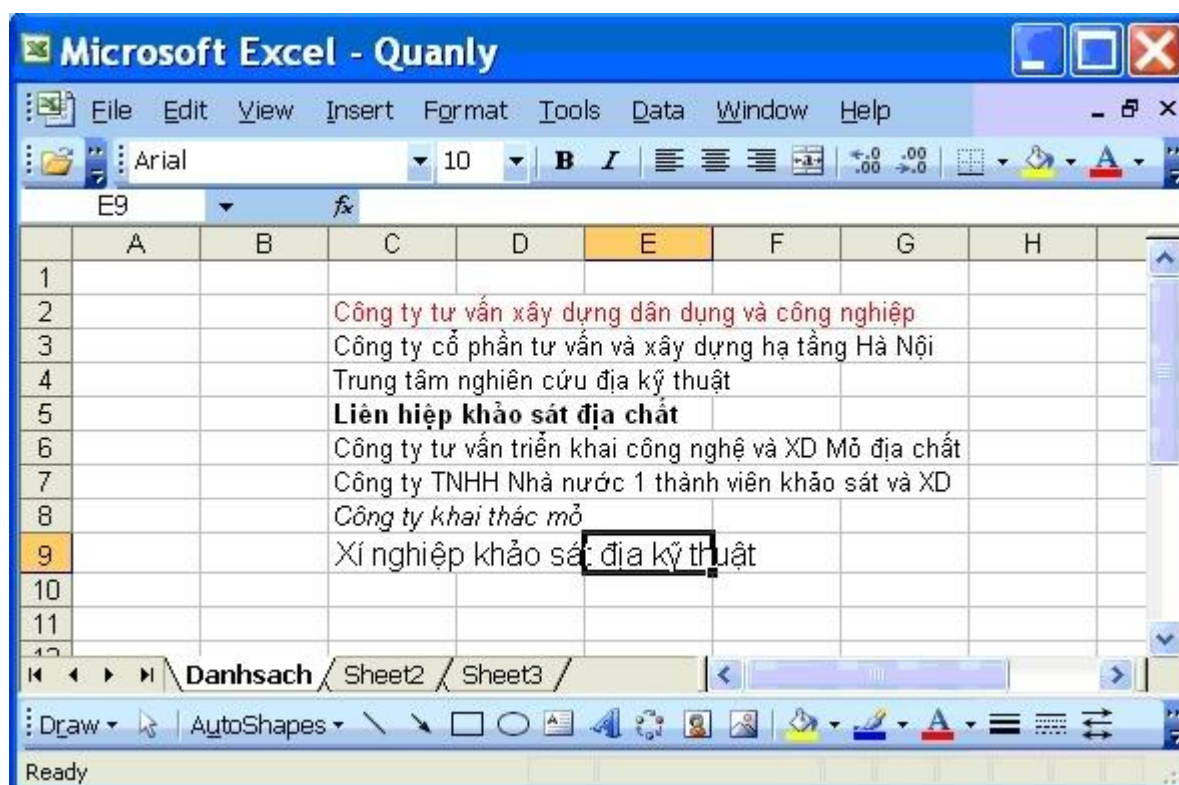 Microsoft Excel - Quanly
File Edit View Insert Format Tools Data Window Help
Arial 10 B I
E9 fx
A B C D E F G H
1
2 Công ty tư vấn xây dựng dân dụng và công nghiệp
3 Công ty cổ phần tư vấn và xây dựng hạ tầng Hà Nội
4 Trung tâm nghiên cứu địa kỹ thuật
5 Liên hiệp khảo sát địa chất
6 Công ty tư vấn triển khai công nghệ và XD Mỏ địa chất
7 Công ty TNHH Nhà nước 1 thành viên khảo sát và XD
8 Công ty khai thác mỏ
9 Xí nghiệp khảo sát địa kỹ thuật
10
11
12
Danhsach Sheet2 Sheet3
Draw AutoShapes
Ready